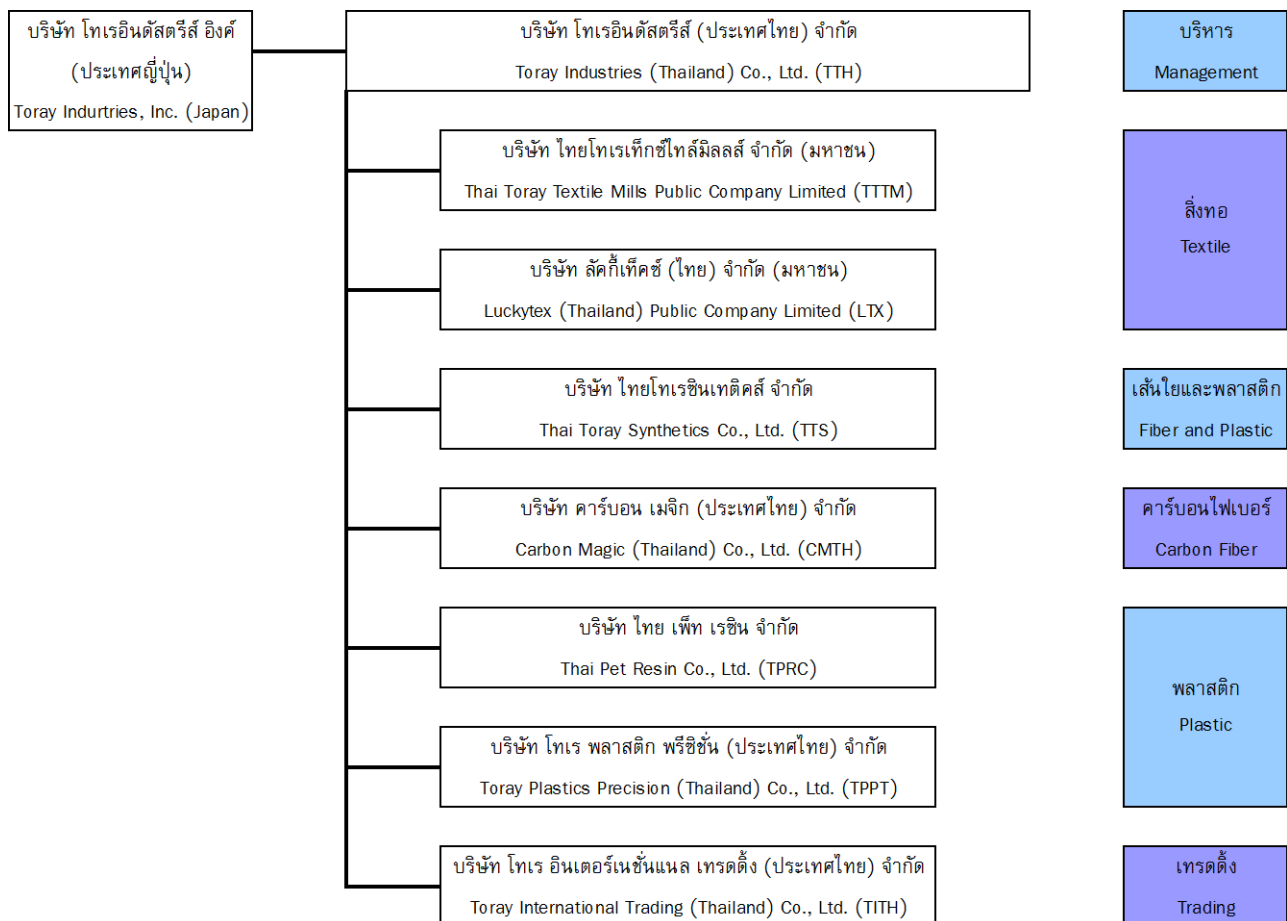 บริษัท โทเรอินดัสตรีส์ อิงค์
(ประเทศญี่ปุ่น)
Toray Indurtries, Inc. (Japan)
บริษัท โทเรอินดัสตรีส์ (ประเทศไทย) จำกัด
Toray Industries (Thailand) Co., Ltd. (TTH)
บริหาร
Management
บริษัท ไทยโทเรเท็กซ์ไทล์มิลลส์ จำกัด (มหาชน)
Thai Toray Textile Mills Public Company Limited (TTTM)
สิ่งทอ
Textile
บริษัท ลัคกี้เท็คซ์ (ไทย) จำกัด (มหาชน)
Luckytex (Thailand) Public Company Limited (LTX)
บริษัท ไทยโทเรซินเทติคส์ จำกัด
Thai Toray Synthetics Co., Ltd. (TTS)
เส้นใยและพลาสติก
Fiber and Plastic
บริษัท คาร์บอน เมจิก (ประเทศไทย) จำกัด
Carbon Magic (Thailand) Co., Ltd. (CMTH)
คาร์บอนไฟเบอร์
Carbon Fiber
บริษัท ไทย เพ็ท เรซิน จำกัด
Thai Pet Resin Co., Ltd. (TPRC)
พลาสติก
Plastic
บริษัท โทเร พลาสติก พรีซิชั่น (ประเทศไทย) จำกัด
Toray Plastics Precision (Thailand) Co., Ltd. (TPPT)
บริษัท โทเร อินเตอร์เนชั่นแนล เทรดดิ้ง (ประเทศไทย) จำกัด
Toray International Trading (Thailand) Co., Ltd. (TITH)
เทรดดิ้ง
Trading